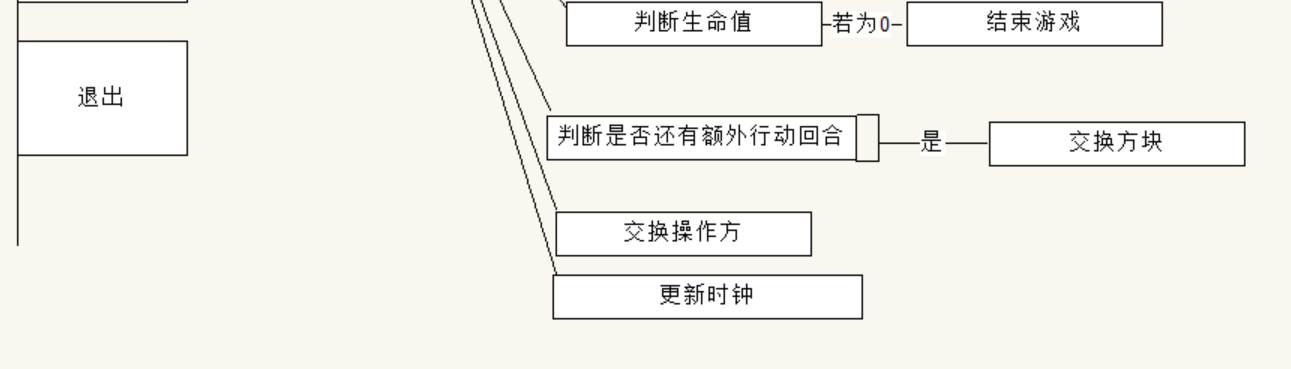 判断生命值
若为0
结束游戏
退出
判断是否还有额外行动回合
是
交换方块
交换操作方
更新时钟